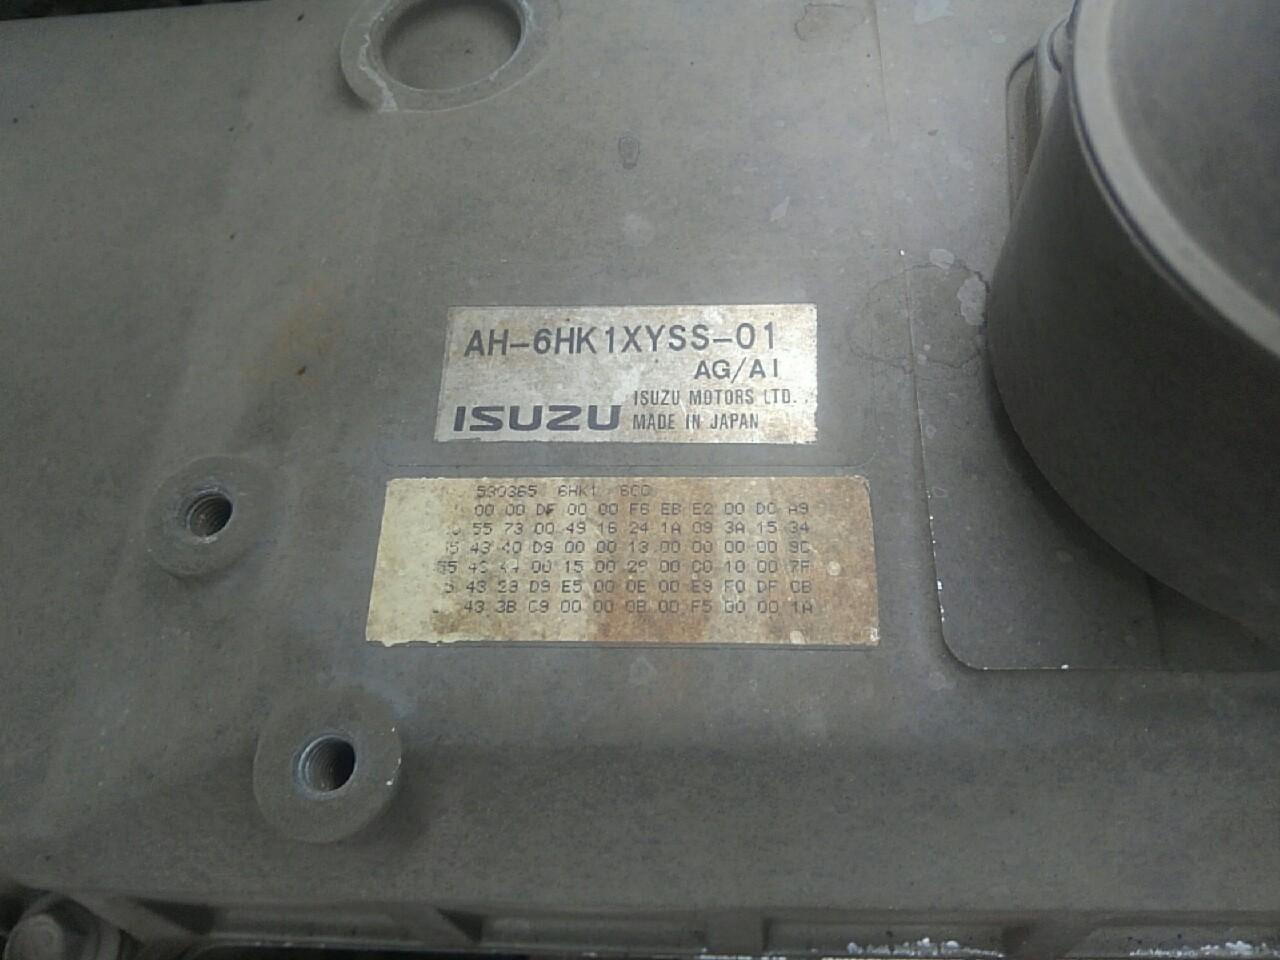 AH-6HK1XYSS-01
AG/AI
ISUZU ISUZU MOTORS LTD.
MADE IN JAPAN
530365 6HK1
00 00 DF 00 00 F6 EB E2 00 DC A9
55 73 00 49 16 24 1A 09 3A 15 34
43 40 D9 00 00 13 00 00 00 00 9C
00 15 00 00 10 00 7F
43 D9 E5 00 0E 00 E9 F0 DF CB
43 3B C9 00 00 0B 00 F5 00 00 1A